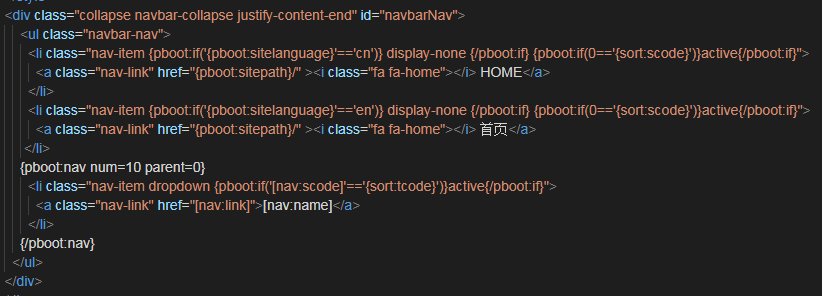 <div class="collapse navbar-collapse justify-content-end" id="navbarNav">
<ul class="navbar-nav">
<li class="nav-item {pboot:if('{pboot:sitelanguage}'=='cn')} display-none {/pboot:if} {pboot:if(0=='{sort:scode}')}active{/pboot:if}">
<a class="nav-link" href="{pboot:sitepath}/" ><i class="fa fa-home"></i> HOME</a>
</li>
<li class="nav-item {pboot:if('{pboot:sitelanguage}'=='en')} display-none {/pboot:if} {pboot:if(0=='{sort:scode}')}active{/pboot:if}">
<a class="nav-link" href="{pboot:sitepath}/" ><i class="fa fa-home"></i> 首页</a>
</li>
{pboot:nav num=10 parent=0}
<li class="nav-item dropdown {pboot:if('[nav:scode]'=='{sort:tcode}')}active{/pboot:if}">
<a class="nav-link" href="[nav:link]">[nav:name]</a>
</li>
{/pboot:nav}
</ul>
</div>